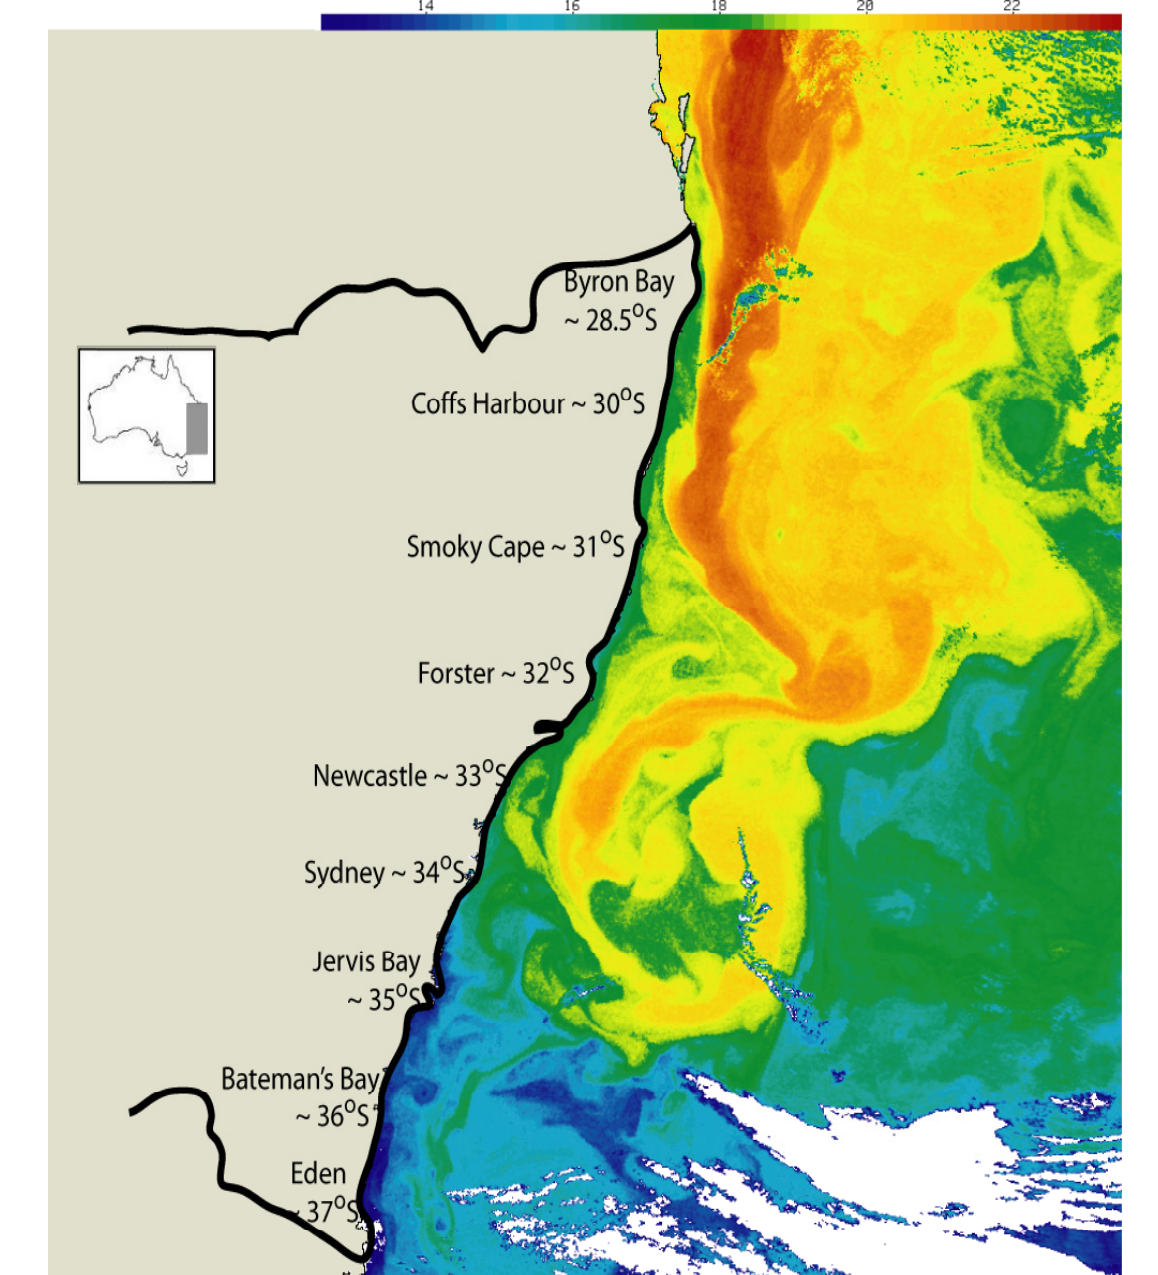 14 16 18 20 22
Byron Bay
~ 28.5°S
Coffs Harbour ~ 30°S
Smoky Cape ~ 31°S
Forster ~ 32°S
Newcastle ~ 33°S
Sydney ~ 34°S
Jervis Bay
~ 35°S
Bateman's Bay
~ 36°S
Eden
~ 37°S